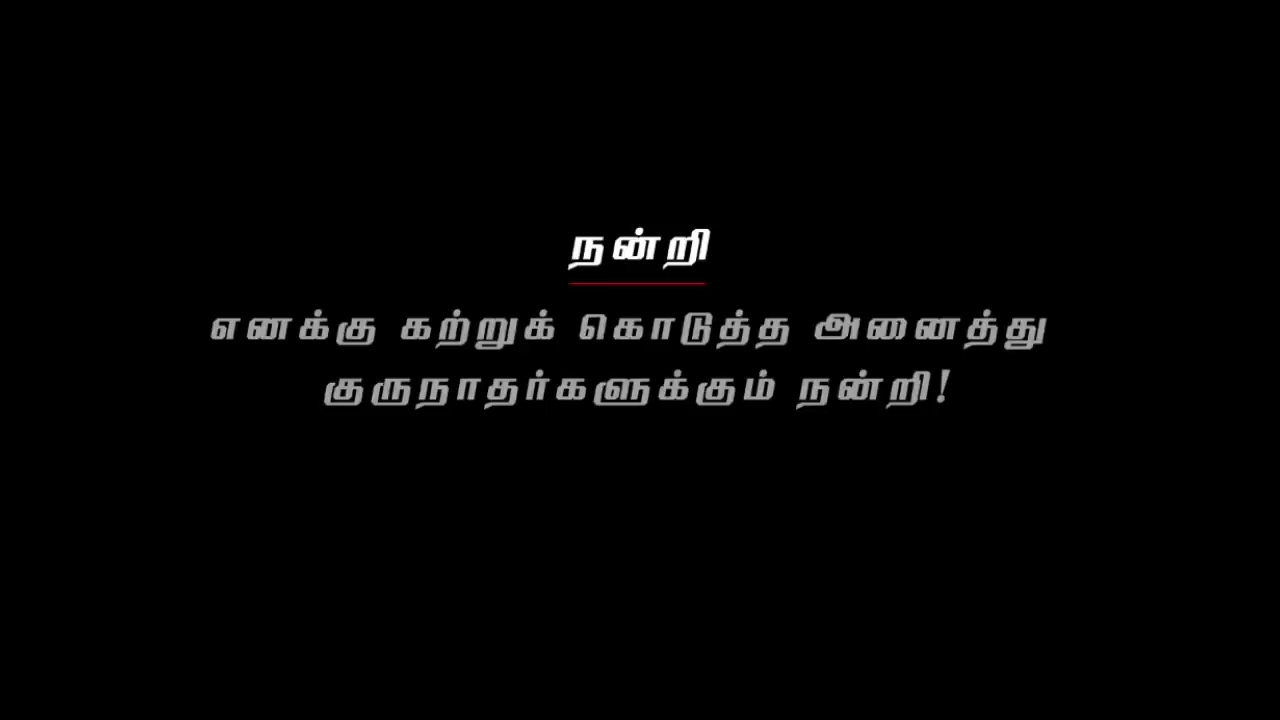 நன்றி
எனக்கு கற்றுக் கொடுத்த அனைத்து
குருநாதர்களுக்கும் நன்றி!